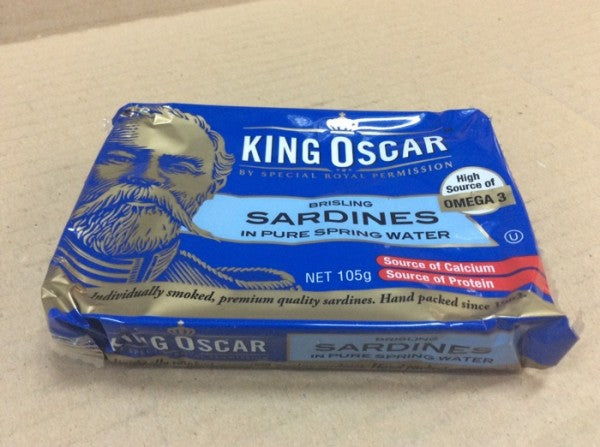 KING OSCAR
BY SPECIAL ROYAL PERMISSION
High
Source of
OMEGA 3
BRISLING
SARDINES
IN PURE SPRING WATER
U
Source of Calcium
Source of Protein
NET 105g
Individually smoked, premium quality sardines. Hand packed since
KING OSCAR
BRISLING
SARDINES
IN PURE SPRING WATER